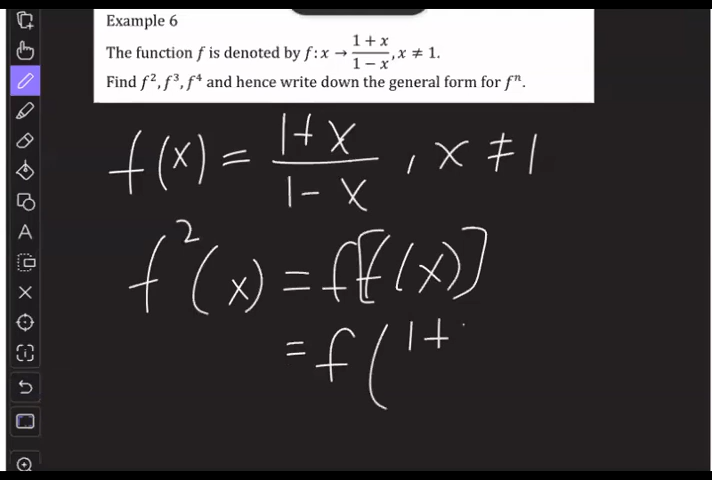 Example 6
The function f is denoted by f: x → (1 + x)/(1 − x), x ≠ 1.
Find f², f³, f⁴ and hence write down the general form for fⁿ.
f(x) = (1+x)/(1-x), x ≠ 1
f²(x) = f[f(x)]
= f( 1+